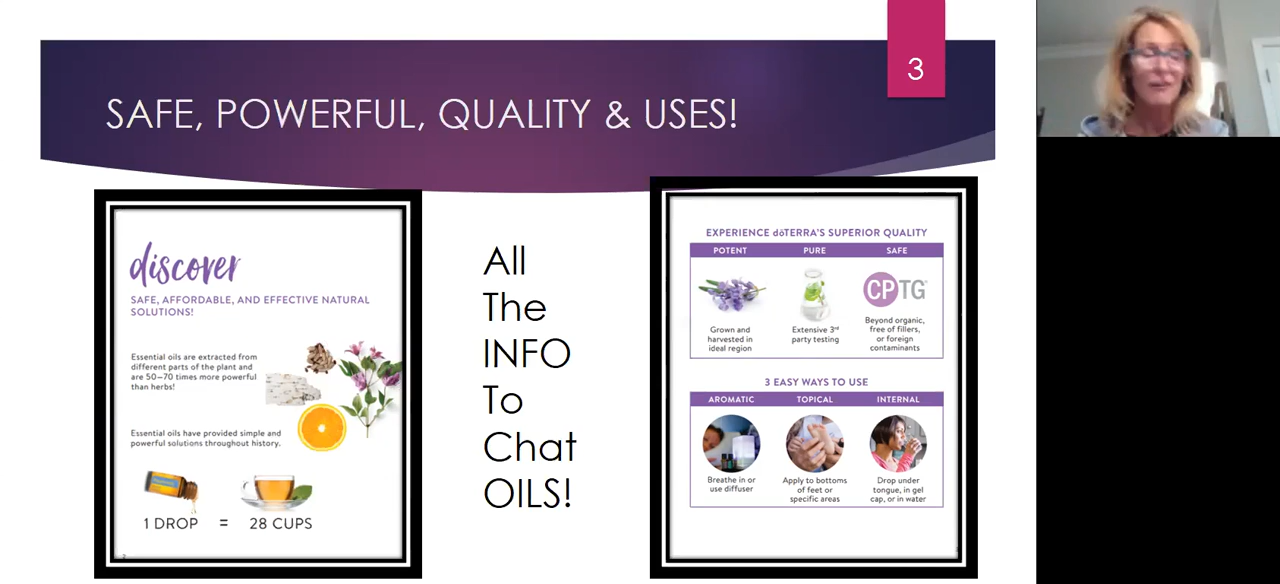 3
SAFE, POWERFUL, QUALITY & USES!
discover
SAFE, AFFORDABLE, AND EFFECTIVE NATURAL
SOLUTIONS!
Essential oils are extracted from
different parts of the plant and
are 50–70 times more powerful
than herbs!
Essential oils have provided simple and
powerful solutions throughout history.
1 DROP = 28 CUPS
2
All
The
INFO
To
Chat
OILS!
EXPERIENCE dōTERRA'S SUPERIOR QUALITY
POTENT PURE SAFE
CPTG®
Grown and
harvested in
ideal region
Extensive 3rd
party testing
Beyond organic,
free of fillers,
or foreign
contaminants
3 EASY WAYS TO USE
AROMATIC TOPICAL INTERNAL
Breathe in or
use diffuser
Apply to bottoms
of feet or
specific areas
Drop under
tongue, in gel
cap, or in water